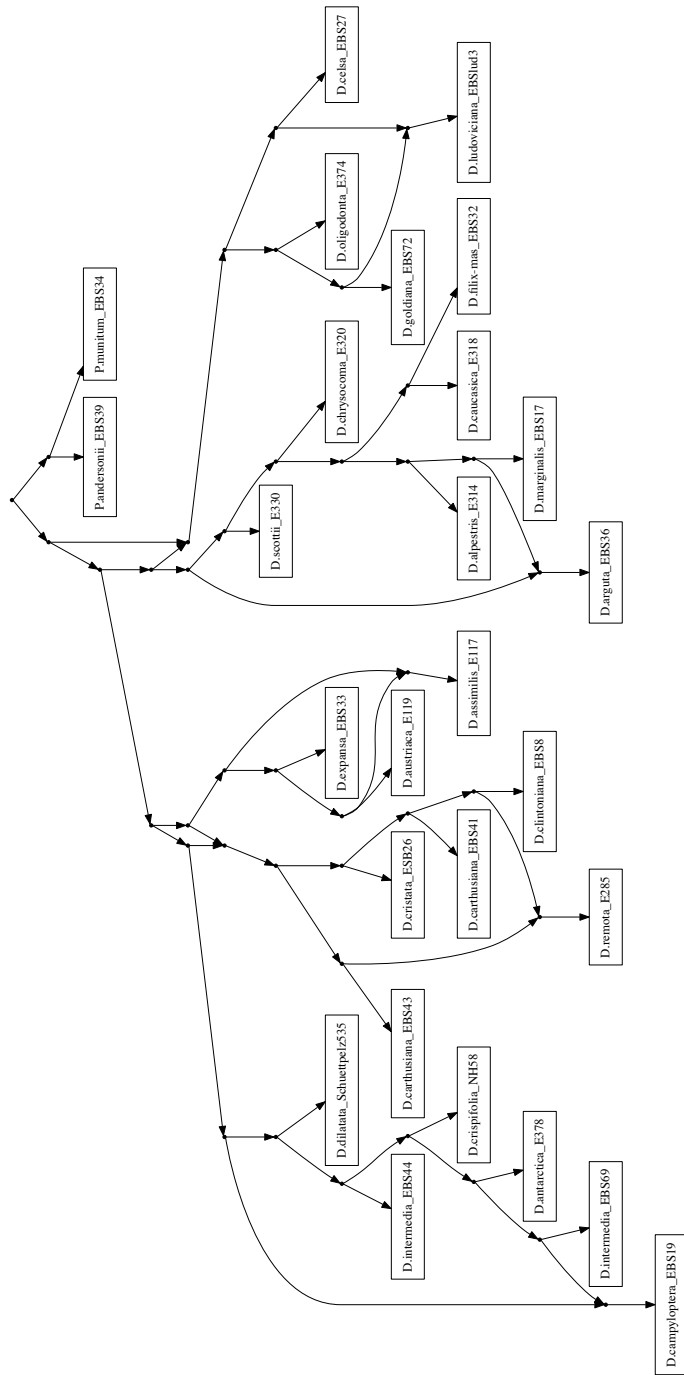 P.andersonii_EBS39
P.munitum_EBS34
D.scottii_E330
D.dilatata_Schuettpelz535
D.expansa_EBS33
D.chrysocoma_E320
D.oligodonta_E374
D.celsa_EBS27
D.intermedia_EBS44
D.carthusiana_EBS43
D.cristata_ESB26
D.austriaca_E119
D.goldiana_EBS72
D.crispifolia_NH58
D.carthusiana_EBS41
D.assimilis_E117
D.alpestris_E314
D.caucasica_E318
D.filix-mas_EBS32
D.ludoviciana_EBSlud3
D.antarctica_E378
D.clintoniana_EBS8
D.marginalis_EBS17
D.intermedia_EBS69
D.remota_E285
D.arguta_EBS36
D.campyloptera_EBS19